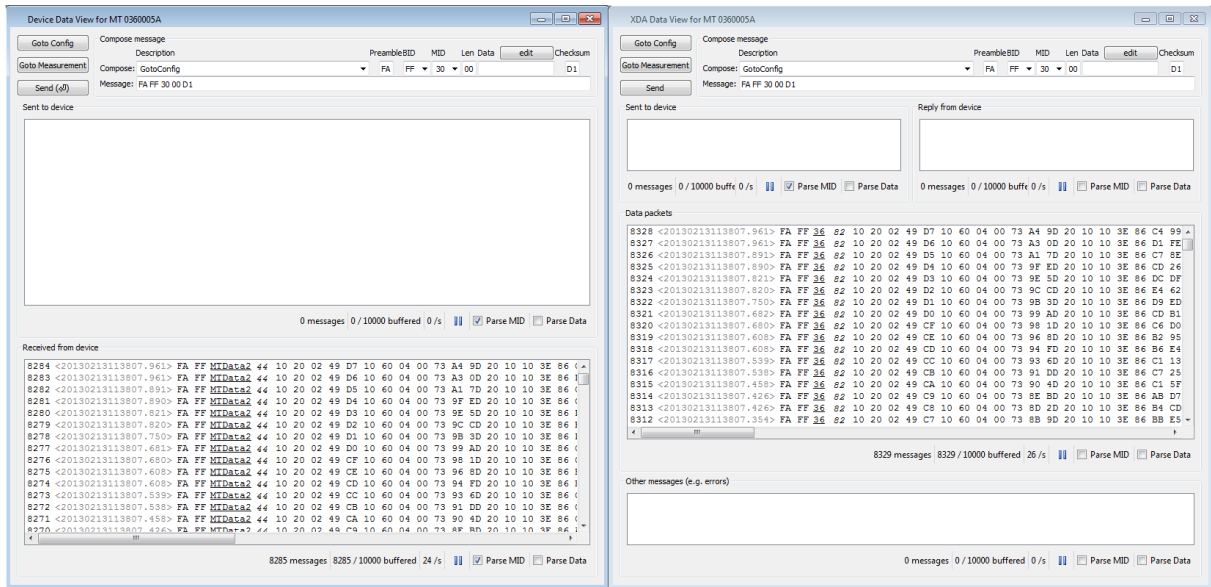 Device Data View for MT 0360005A
Goto Config
Compose message
Description Preamble BID MID Len Data edit Checksum
Goto Measurement Compose: GotoConfig FA FF 30 00 D1
Send (⏎) Message: FA FF 30 00 D1
Sent to device
0 messages 0 / 10000 buffered 0 /s Parse MID Parse Data
Received from device
8284 <20130213113807.961> FA FF MTData2 44 10 20 02 49 D7 10 60 04 00 73 A4 9D 20 10 10 3E 86
8283 <20130213113807.961> FA FF MTData2 44 10 20 02 49 D6 10 60 04 00 73 A3 0D 20 10 10 3E 86
8282 <20130213113807.891> FA FF MTData2 44 10 20 02 49 D5 10 60 04 00 73 A1 7D 20 10 10 3E 86
8281 <20130213113807.890> FA FF MTData2 44 10 20 02 49 D4 10 60 04 00 73 9F ED 20 10 10 3E 86
8280 <20130213113807.821> FA FF MTData2 44 10 20 02 49 D3 10 60 04 00 73 9E 5D 20 10 10 3E 86
8279 <20130213113807.820> FA FF MTData2 44 10 20 02 49 D2 10 60 04 00 73 9C CD 20 10 10 3E 86
8278 <20130213113807.750> FA FF MTData2 44 10 20 02 49 D1 10 60 04 00 73 9B 3D 20 10 10 3E 86
8277 <20130213113807.681> FA FF MTData2 44 10 20 02 49 D0 10 60 04 00 73 99 AD 20 10 10 3E 86
8276 <20130213113807.680> FA FF MTData2 44 10 20 02 49 CF 10 60 04 00 73 98 1D 20 10 10 3E 86
8275 <20130213113807.608> FA FF MTData2 44 10 20 02 49 CE 10 60 04 00 73 96 8D 20 10 10 3E 86
8274 <20130213113807.608> FA FF MTData2 44 10 20 02 49 CD 10 60 04 00 73 94 FD 20 10 10 3E 86
8273 <20130213113807.539> FA FF MTData2 44 10 20 02 49 CC 10 60 04 00 73 93 6D 20 10 10 3E 86
8272 <20130213113807.538> FA FF MTData2 44 10 20 02 49 CB 10 60 04 00 73 91 DD 20 10 10 3E 86
8271 <20130213113807.458> FA FF MTData2 44 10 20 02 49 CA 10 60 04 00 73 90 4D 20 10 10 3E 86
8270 <20130213113807.426> FA FF MTData2 44 10 20 02 49 C9 10 60 04 00 73 8E BD 20 10 10 3E 86
8285 messages 8285 / 10000 buffered 24 /s Parse MID Parse Data
XDA Data View for MT 0360005A
Goto Config
Compose message
Description Preamble BID MID Len Data edit Checksum
Goto Measurement Compose: GotoConfig FA FF 30 00 D1
Send Message: FA FF 30 00 D1
Sent to device
0 messages 0 / 10000 buffe 0 /s Parse MID Parse Data
Reply from device
0 messages 0 / 10000 buffe 0 /s Parse MID Parse Data
Data packets
8328 <20130213113807.961> FA FF 36 82 10 20 02 49 D7 10 60 04 00 73 A4 9D 20 10 10 3E 86 C4 99
8327 <20130213113807.961> FA FF 36 82 10 20 02 49 D6 10 60 04 00 73 A3 0D 20 10 10 3E 86 D1 FE
8326 <20130213113807.891> FA FF 36 82 10 20 02 49 D5 10 60 04 00 73 A1 7D 20 10 10 3E 86 C7 8E
8325 <20130213113807.890> FA FF 36 82 10 20 02 49 D4 10 60 04 00 73 9F ED 20 10 10 3E 86 CD 26
8324 <20130213113807.821> FA FF 36 82 10 20 02 49 D3 10 60 04 00 73 9E 5D 20 10 10 3E 86 DC DF
8323 <20130213113807.820> FA FF 36 82 10 20 02 49 D2 10 60 04 00 73 9C CD 20 10 10 3E 86 E4 62
8322 <20130213113807.750> FA FF 36 82 10 20 02 49 D1 10 60 04 00 73 9B 3D 20 10 10 3E 86 D9 ED
8321 <20130213113807.682> FA FF 36 82 10 20 02 49 D0 10 60 04 00 73 99 AD 20 10 10 3E 86 CD B1
8320 <20130213113807.680> FA FF 36 82 10 20 02 49 CF 10 60 04 00 73 98 1D 20 10 10 3E 86 C6 D0
8319 <20130213113807.608> FA FF 36 82 10 20 02 49 CE 10 60 04 00 73 96 8D 20 10 10 3E 86 B2 95
8318 <20130213113807.608> FA FF 36 82 10 20 02 49 CD 10 60 04 00 73 94 FD 20 10 10 3E 86 B6 E4
8317 <20130213113807.539> FA FF 36 82 10 20 02 49 CC 10 60 04 00 73 93 6D 20 10 10 3E 86 C1 13
8316 <20130213113807.538> FA FF 36 82 10 20 02 49 CB 10 60 04 00 73 91 DD 20 10 10 3E 86 C7 25
8315 <20130213113807.458> FA FF 36 82 10 20 02 49 CA 10 60 04 00 73 90 4D 20 10 10 3E 86 C1 5F
8314 <20130213113807.426> FA FF 36 82 10 20 02 49 C9 10 60 04 00 73 8E BD 20 10 10 3E 86 AB D7
8313 <20130213113807.426> FA FF 36 82 10 20 02 49 C8 10 60 04 00 73 8D 2D 20 10 10 3E 86 B4 CD
8312 <20130213113807.354> FA FF 36 82 10 20 02 49 C7 10 60 04 00 73 8B 9D 20 10 10 3E 86 BB E5
8329 messages 8329 / 10000 buffered 26 /s Parse MID Parse Data
Other messages (e.g. errors)
0 messages 0 / 10000 buffered 0 /s Parse MID Parse Data